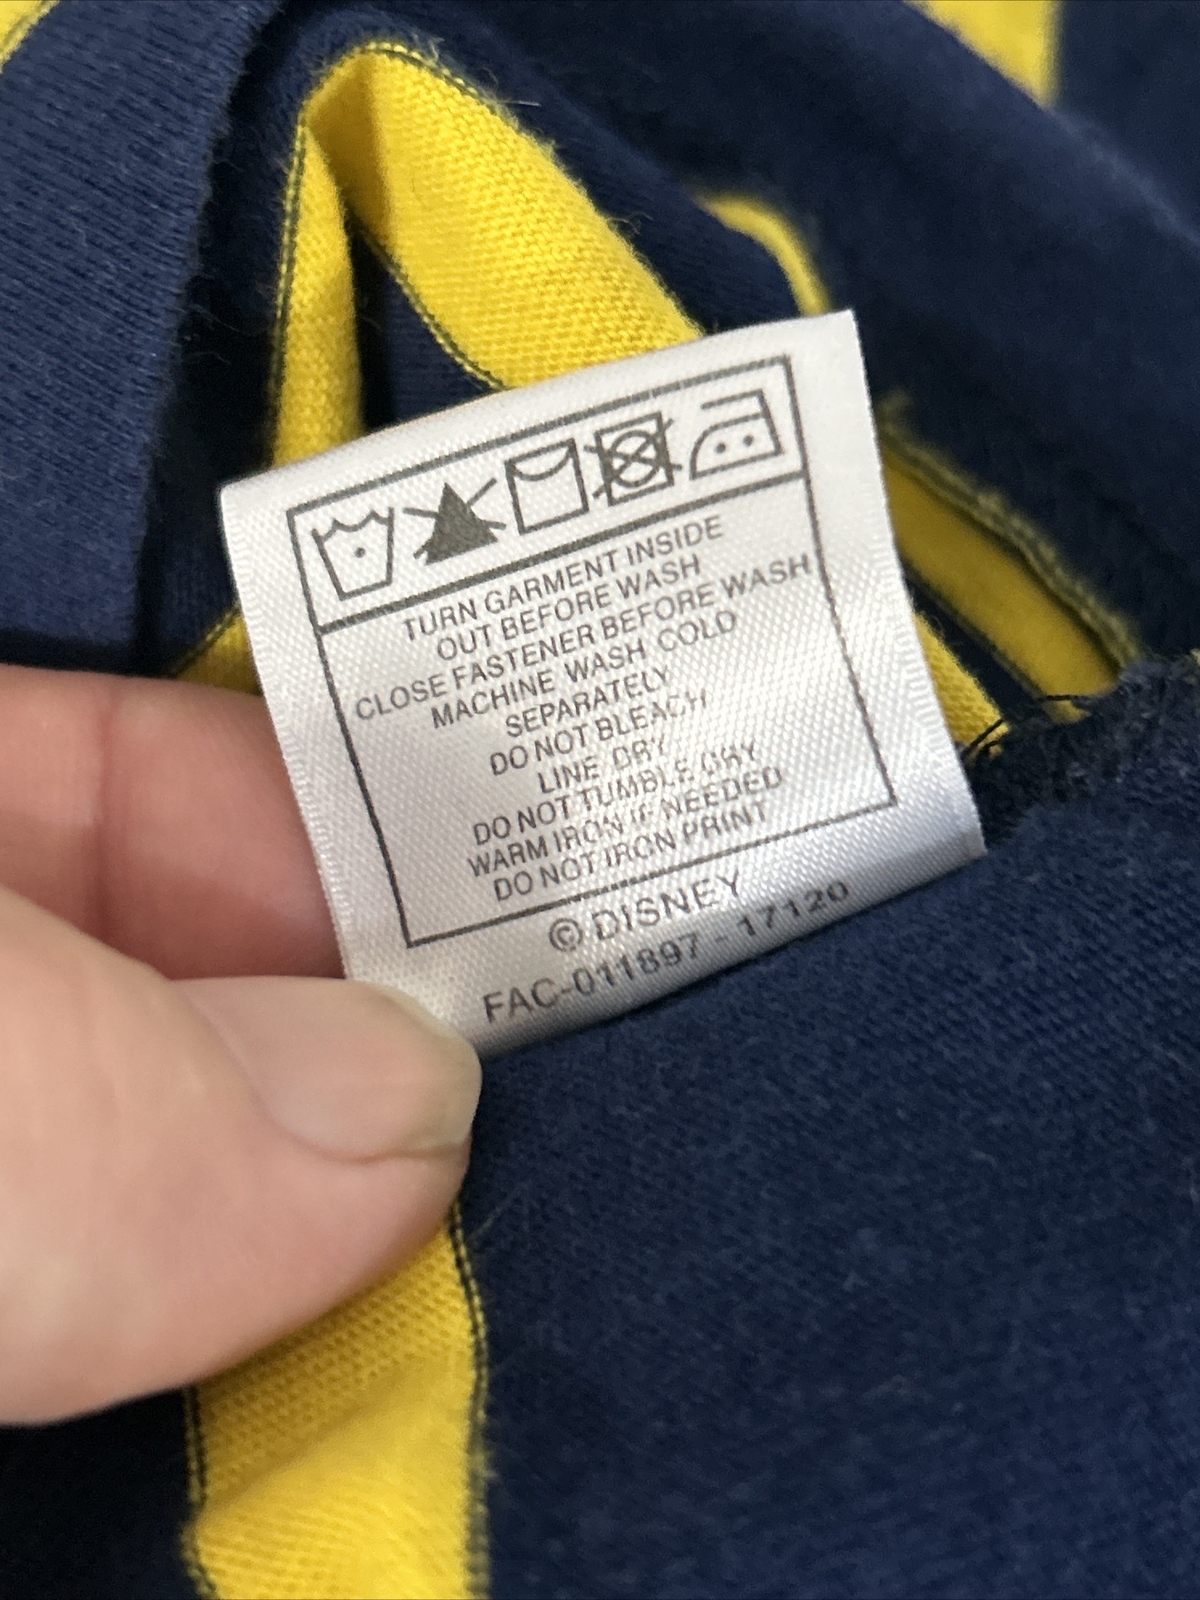 TURN GARMENT INSIDE
OUT BEFORE WASH
CLOSE FASTENER BEFORE WASH
MACHINE WASH COLD
SEPARATELY
DO NOT BLEACH
LINE DRY
DO NOT TUMBLE DRY
WARM IRON IF NEEDED
DO NOT IRON PRINT
© DISNEY
FAC-011897 - 17120